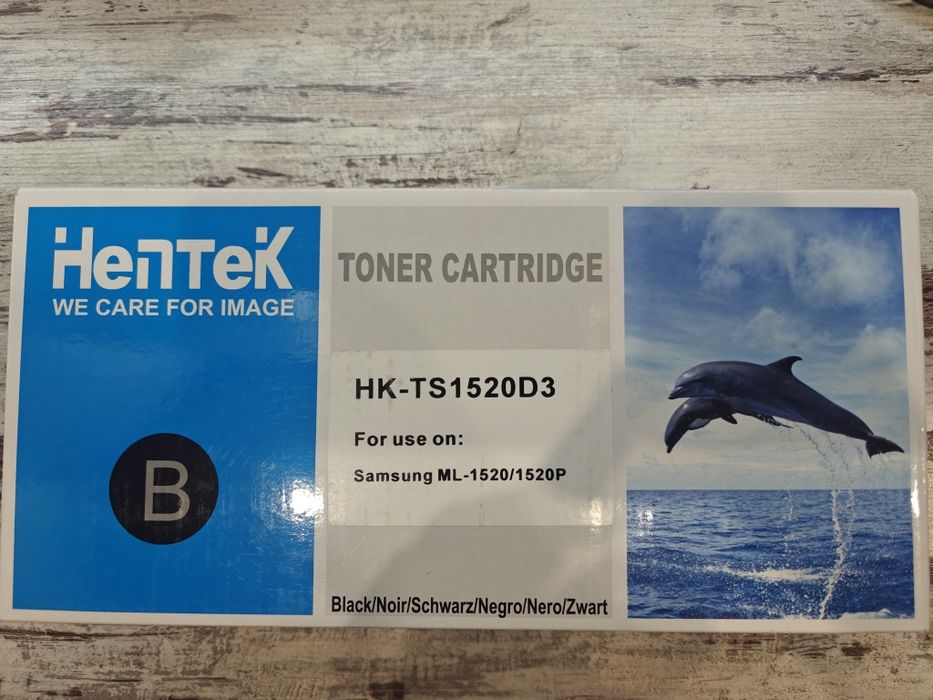 HenTeK
WE CARE FOR IMAGE
B
TONER CARTRIDGE
HK-TS1520D3
For use on:
Samsung ML-1520/1520P
Black/Noir/Schwarz/Negro/Nero/Zwart